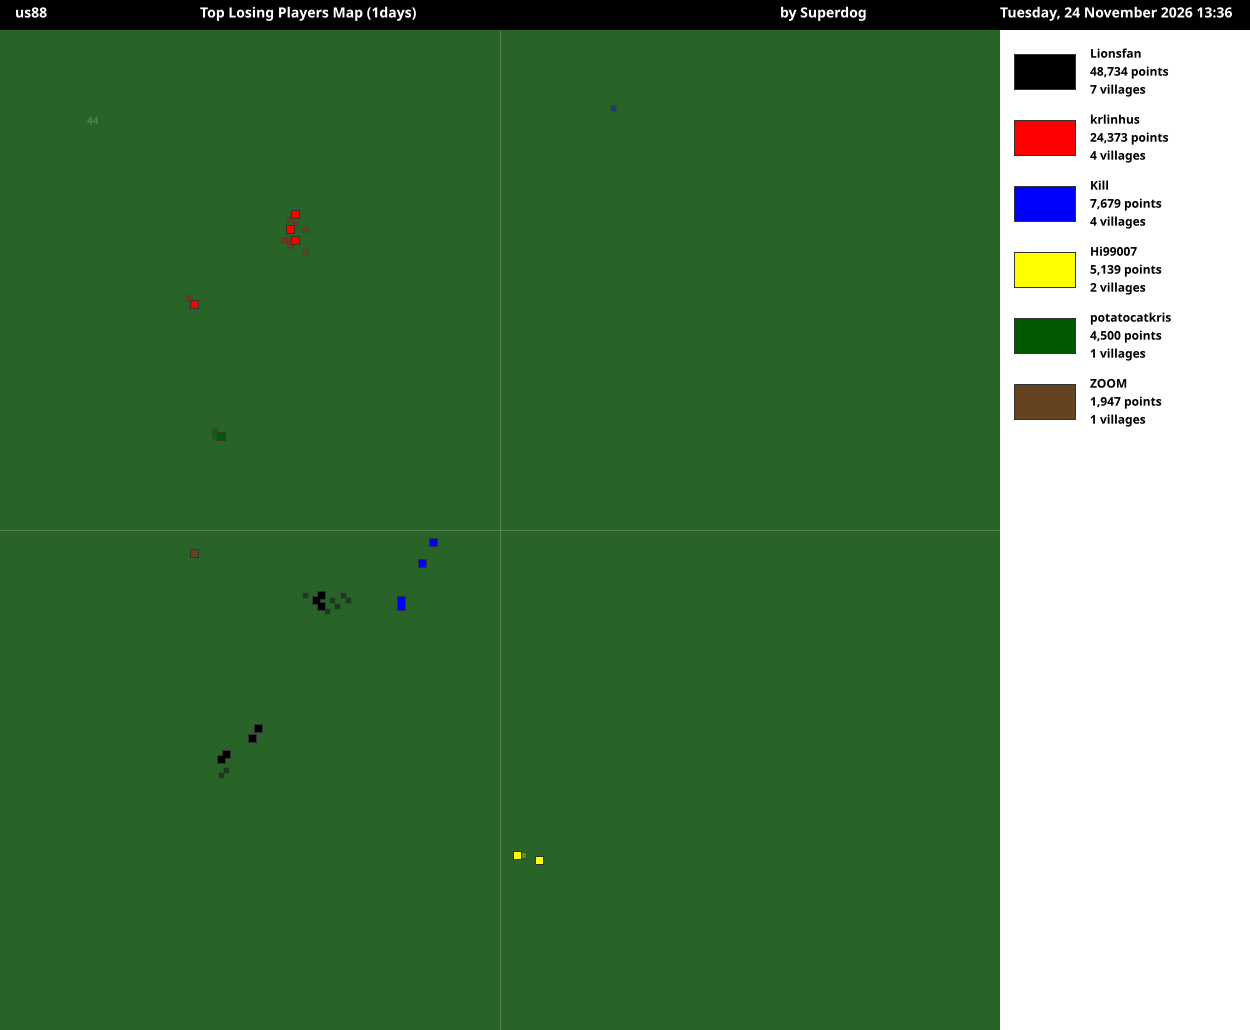 us88 Top Losing Players Map (1days) by Superdog Tuesday, 24 November 2026 13:36
44
Lionsfan
48,734 points
7 villages
krlinhus
24,373 points
4 villages
Kill
7,679 points
4 villages
Hi99007
5,139 points
2 villages
potatocatkris
4,500 points
1 villages
ZOOM
1,947 points
1 villages